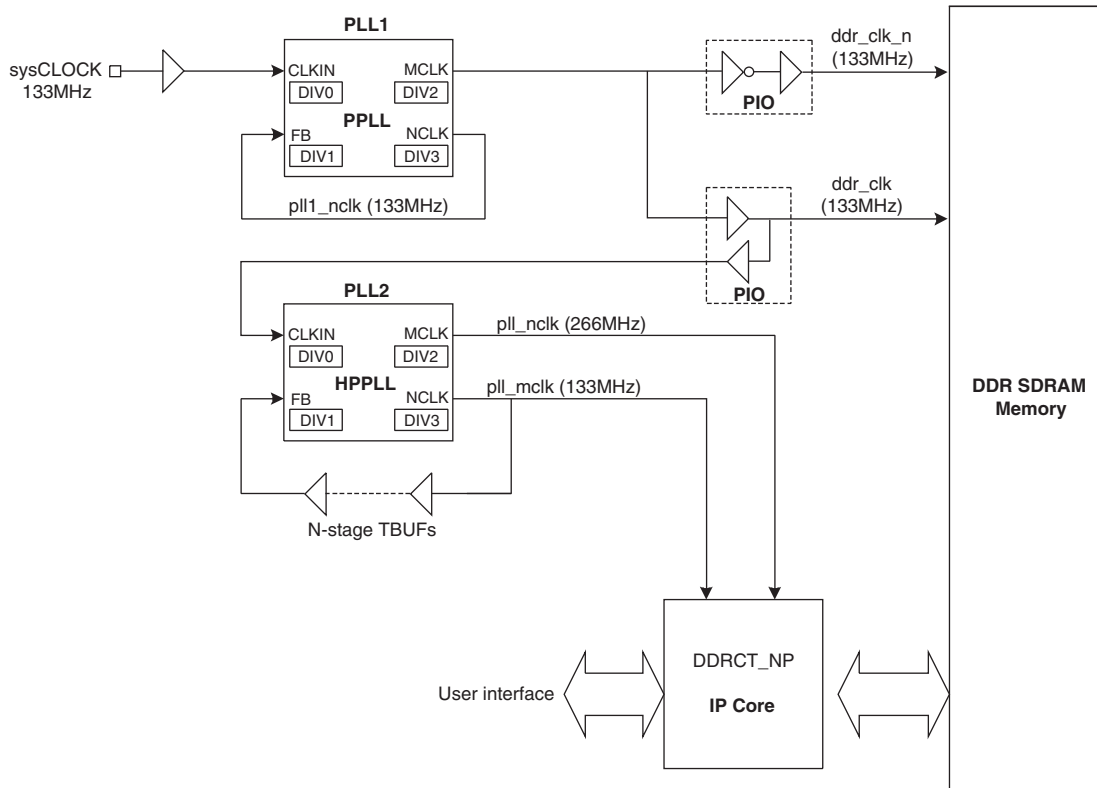 PLL1
sysCLOCK
133MHz
CLKIN
MCLK
DIV0
DIV2
PPLL
FB
NCLK
DIV1
DIV3
pll1_nclk (133MHz)
ddr_clk_n
(133MHz)
PIO
ddr_clk
(133MHz)
PIO
PLL2
CLKIN
MCLK
DIV0
DIV2
HPPLL
FB
NCLK
DIV1
DIV3
pll_nclk (266MHz)
pll_mclk (133MHz)
N-stage TBUFs
DDR SDRAM
Memory
User interface
DDRCT_NP
IP Core